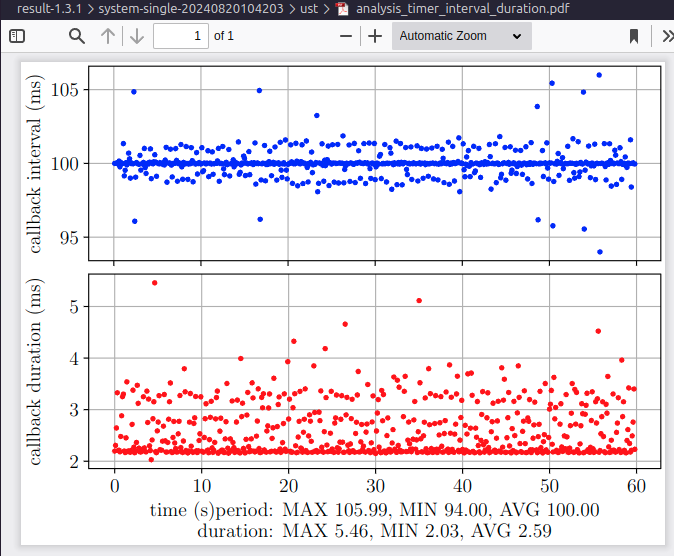 result-1.3.1 > system-single-20240820104203 > ust > analysis_timer_interval_duration.pdf
1 of 1 Automatic Zoom
callback interval (ms)
105
100
95
callback duration (ms)
5
4
3
2
0 10 20 30 40 50 60
time (s)period: MAX 105.99, MIN 94.00, AVG 100.00
duration: MAX 5.46, MIN 2.03, AVG 2.59